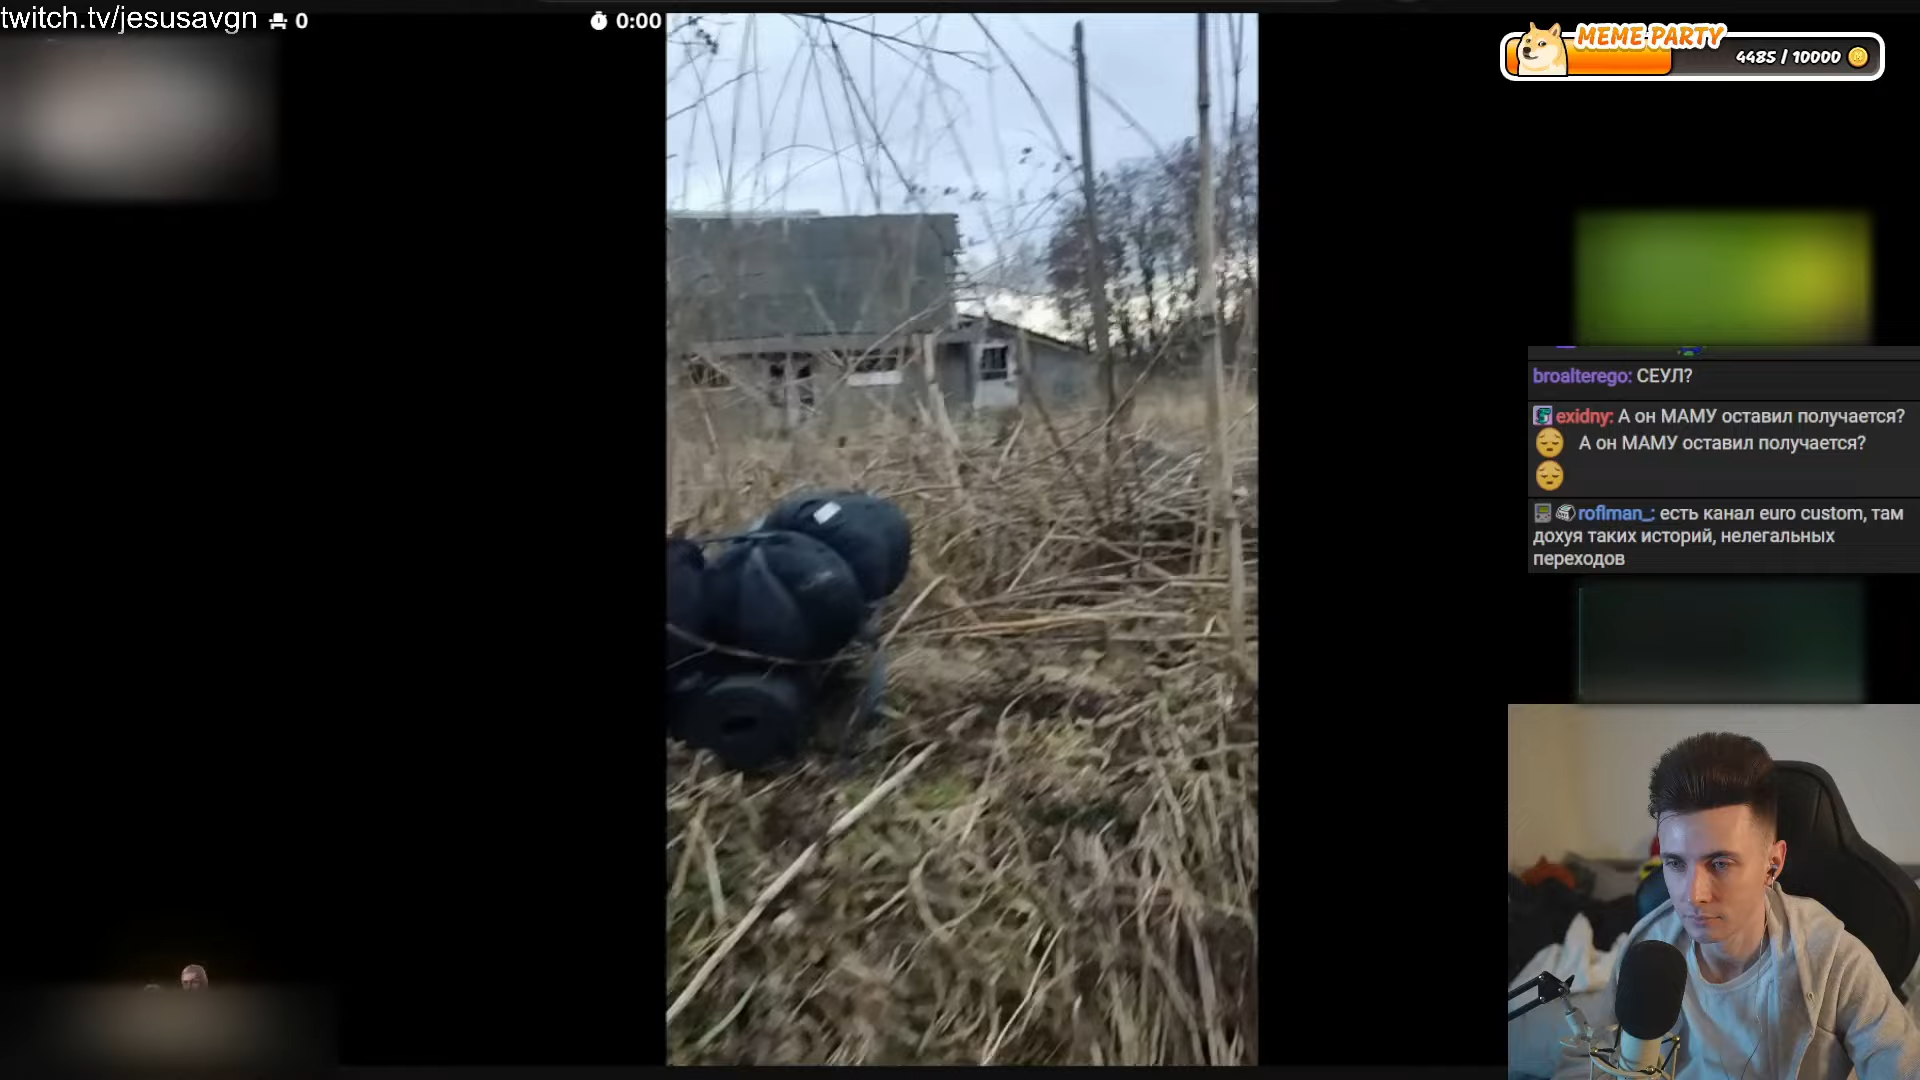 twitch.tv/jesusavgn 0
0:00
MEME PARTY
4485 / 10000
broalterego: СЕУЛ?
exidny: А он МАМУ оставил получается?
А он МАМУ оставил получается?
roflman_: есть канал euro custom, там
дохуя таких историй, нелегальных
переходов